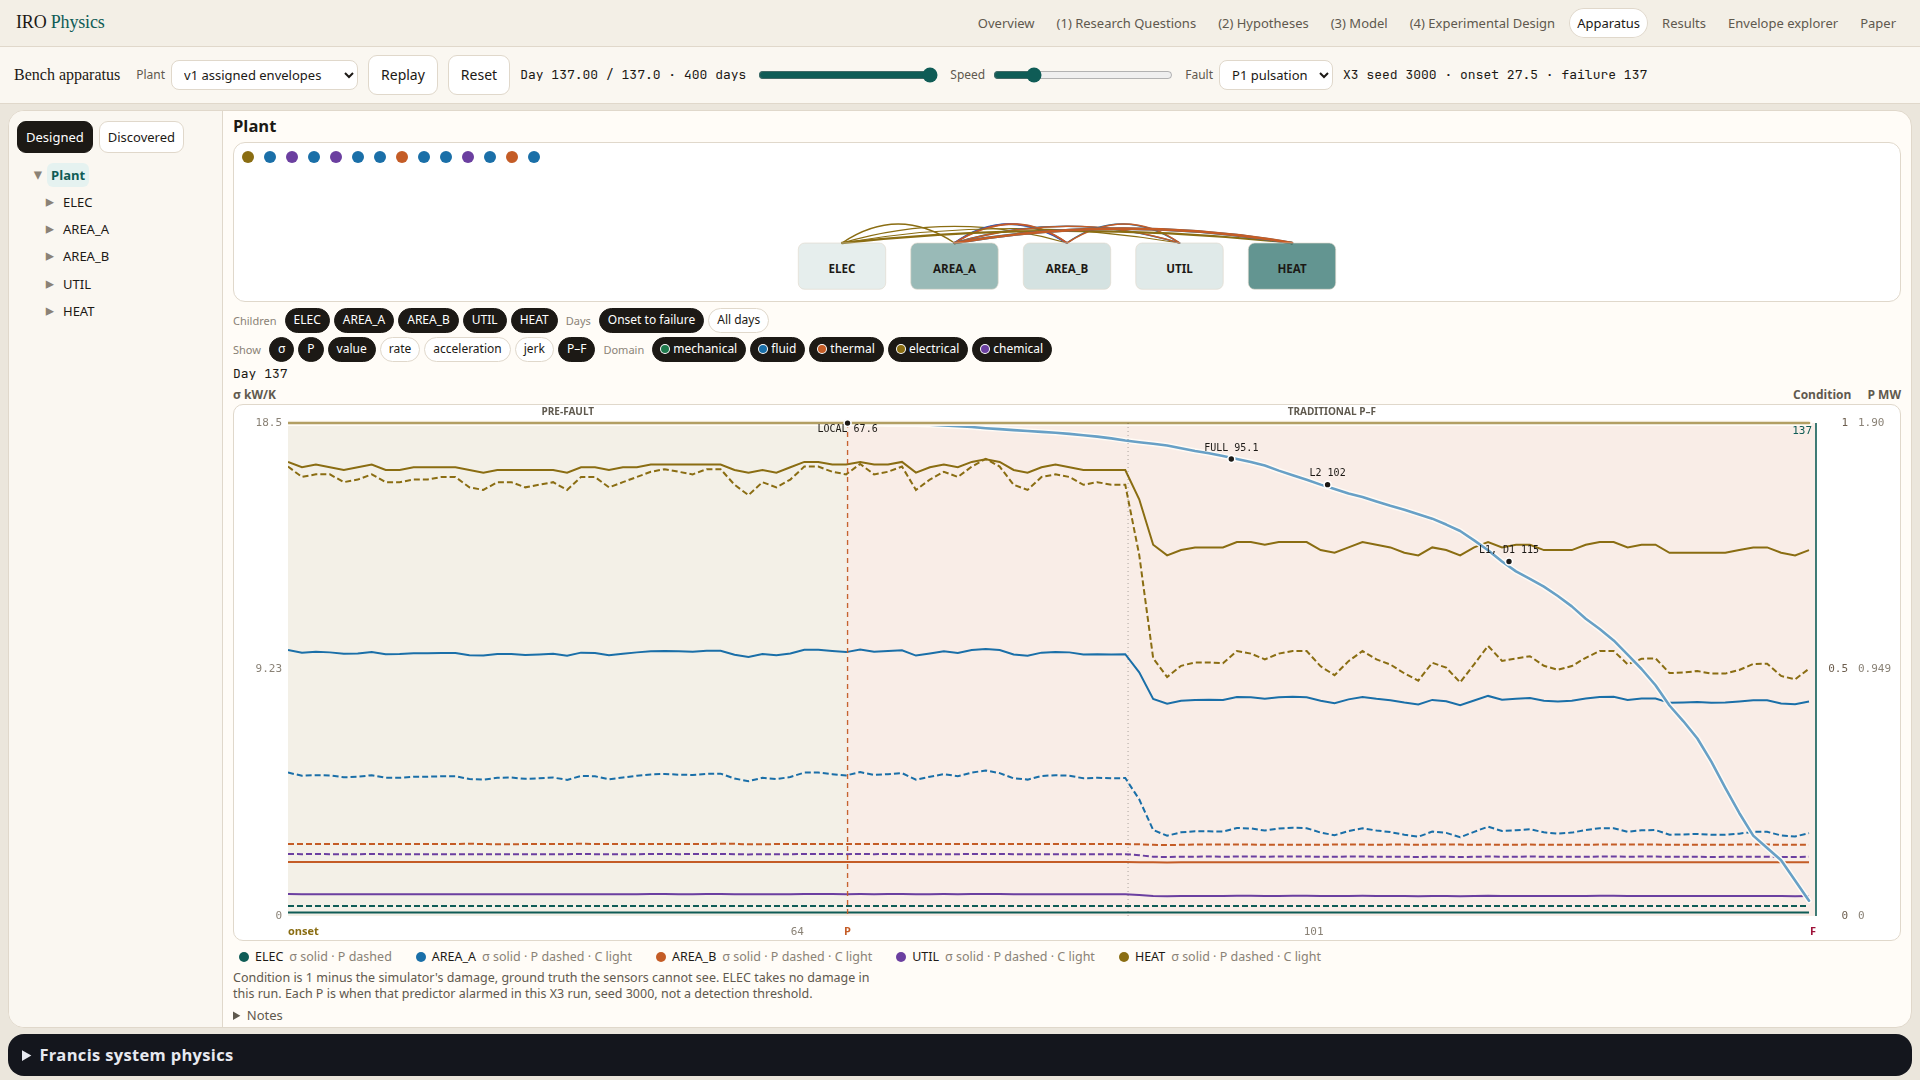 IRO Physics
Overview (1) Research Questions (2) Hypotheses (3) Model (4) Experimental Design Apparatus Results Envelope explorer Paper
Bench apparatus Plant v1 assigned envelopes Replay Reset Day 137.00 / 137.0 · 400 days Speed Fault P1 pulsation X3 seed 3000 · onset 27.5 · failure 137
Designed Discovered
▼ Plant
▶ ELEC
▶ AREA_A
▶ AREA_B
▶ UTIL
▶ HEAT
Plant
ELEC AREA_A AREA_B UTIL HEAT
Children ELEC AREA_A AREA_B UTIL HEAT Days Onset to failure All days
Show σ P value rate acceleration jerk P–F Domain mechanical fluid thermal electrical chemical
Day 137
σ kW/K Condition P MW
PRE-FAULT TRADITIONAL P–F
18.5 1 1.90
LOCAL 67.6 137
FULL 95.1
L2 102
L1, D1 115
9.23 0.5 0.949
0 0 0
onset 64 P 101 F
ELEC σ solid · P dashed AREA_A σ solid · P dashed · C light AREA_B σ solid · P dashed · C light UTIL σ solid · P dashed · C light HEAT σ solid · P dashed · C light
Condition is 1 minus the simulator's damage, ground truth the sensors cannot see. ELEC takes no damage in
this run. Each P is when that predictor alarmed in this X3 run, seed 3000, not a detection threshold.
▶ Notes
▶ Francis system physics